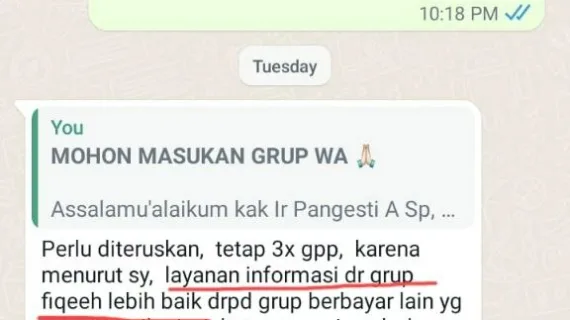 10:18 PM
Tuesday
You
MOHON MASUKAN GRUP WA 🙏🏻
Assalamu'alaikum kak Ir Pangesti A Sp, ...
Perlu diteruskan, tetap 3x gpp, karena
menurut sy, layanan informasi dr grup
fiqeeh lebih baik drpd grup berbayar lain yg